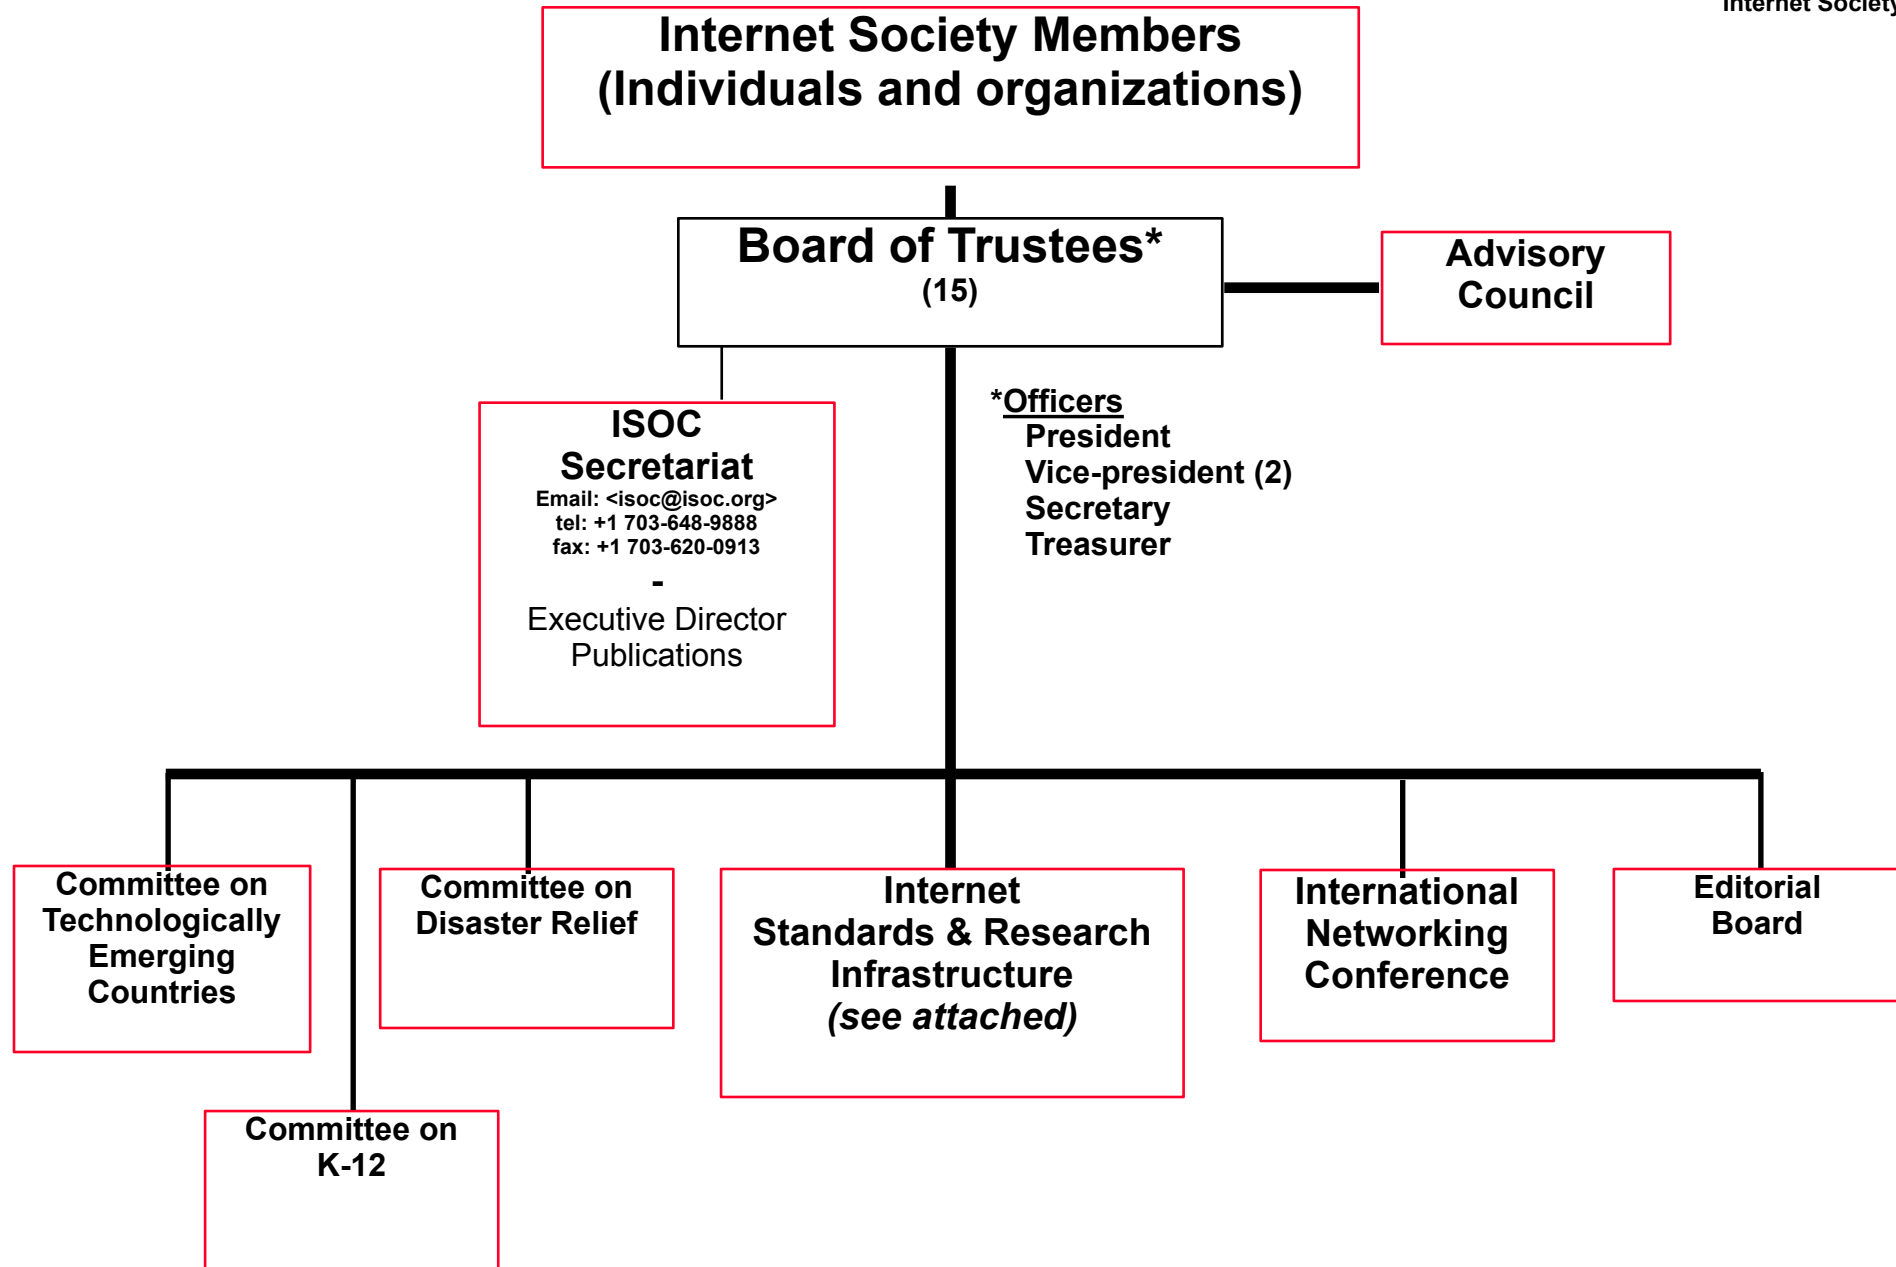 Internet Society
Internet Society Members
(Individuals and organizations)
Board of Trustees*
(15)
Advisory
Council
ISOC
Secretariat
Email: <isoc@isoc.org>
tel: +1 703-648-9888
fax: +1 703-620-0913
-
Executive Director
Publications
*Officers
President
Vice-president (2)
Secretary
Treasurer
Committee on
Technologically
Emerging
Countries
Committee on
K-12
Committee on
Disaster Relief
Internet
Standards & Research
Infrastructure
(see attached)
International
Networking
Conference
Editorial
Board